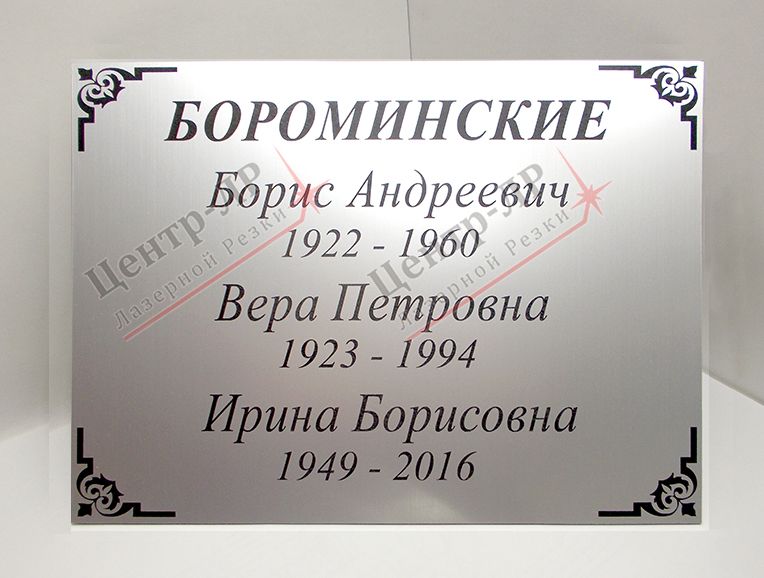 БОРОМИНСКИЕ
Борис Андреевич
1922 - 1960
Вера Петровна
1923 - 1994
Ирина Борисовна
1949 - 2016
Центр-ЛР
Лазерной Резки
Центр-ЛР
Лазерной Резки